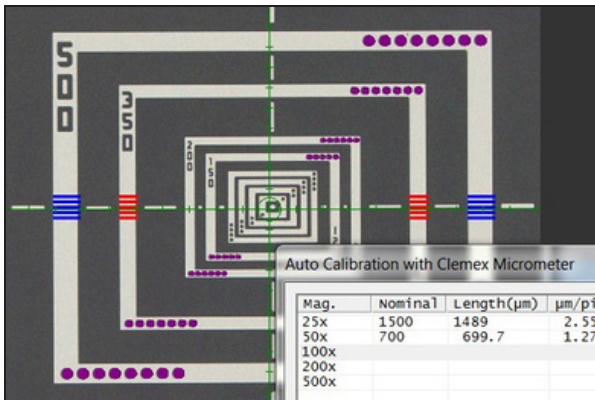 500
350
200
150
Auto Calibration with Clemex Micrometer
Mag. Nominal Length(µm)
25x 1500 1489
50x 700 699.7
100x
200x
500x